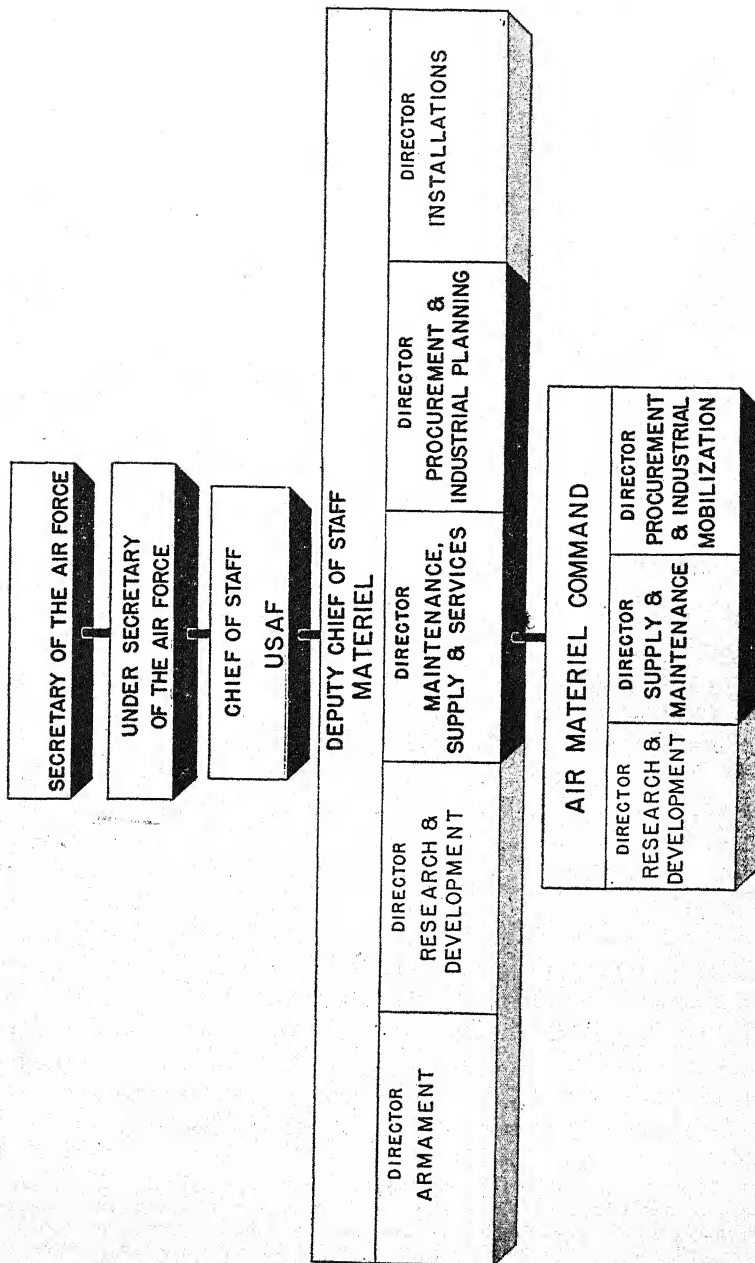 SECRETARY OF THE AIR FORCE
UNDER SECRETARY
OF THE AIR FORCE
CHIEF OF STAFF
USAF
DEPUTY CHIEF OF STAFF
MATERIEL
DIRECTOR
ARMAMENT
DIRECTOR
RESEARCH &
DEVELOPMENT
DIRECTOR
MAINTENANCE,
SUPPLY & SERVICES
DIRECTOR
PROCUREMENT &
INDUSTRIAL PLANNING
DIRECTOR
INSTALLATIONS
AIR MATERIEL COMMAND
DIRECTOR
RESEARCH &
DEVELOPMENT
DIRECTOR
SUPPLY &
MAINTENANCE
DIRECTOR
PROCUREMENT
& INDUSTRIAL
MOBILIZATION